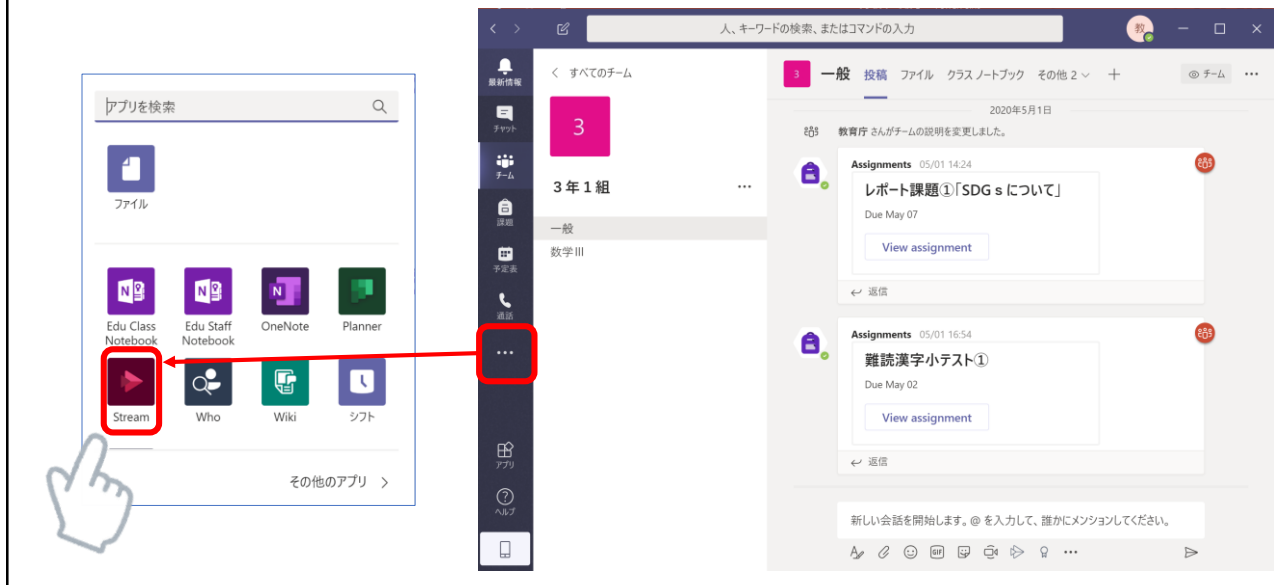 アプリを検索
ファイル
Edu Class Notebook
Edu Staff Notebook
OneNote
Planner
Stream
Who
Wiki
シフト
その他のアプリ
人、キーワードの検索、またはコマンドの入力
教
最新情報
チャット
チーム
課題
予定表
通話
アプリ
ヘルプ
すべてのチーム
3
3年1組
一般
数学III
3 一般 投稿 ファイル クラス ノートブック その他 2 チーム
2020年5月1日
教育庁 さんがチームの説明を変更しました。
Assignments 05/01 14:24
レポート課題①「SDGsについて」
Due May 07
View assignment
返信
Assignments 05/01 16:54
難読漢字小テスト①
Due May 02
View assignment
返信
新しい会話を開始します。@ を入力して、誰かにメンションしてください。
GIF